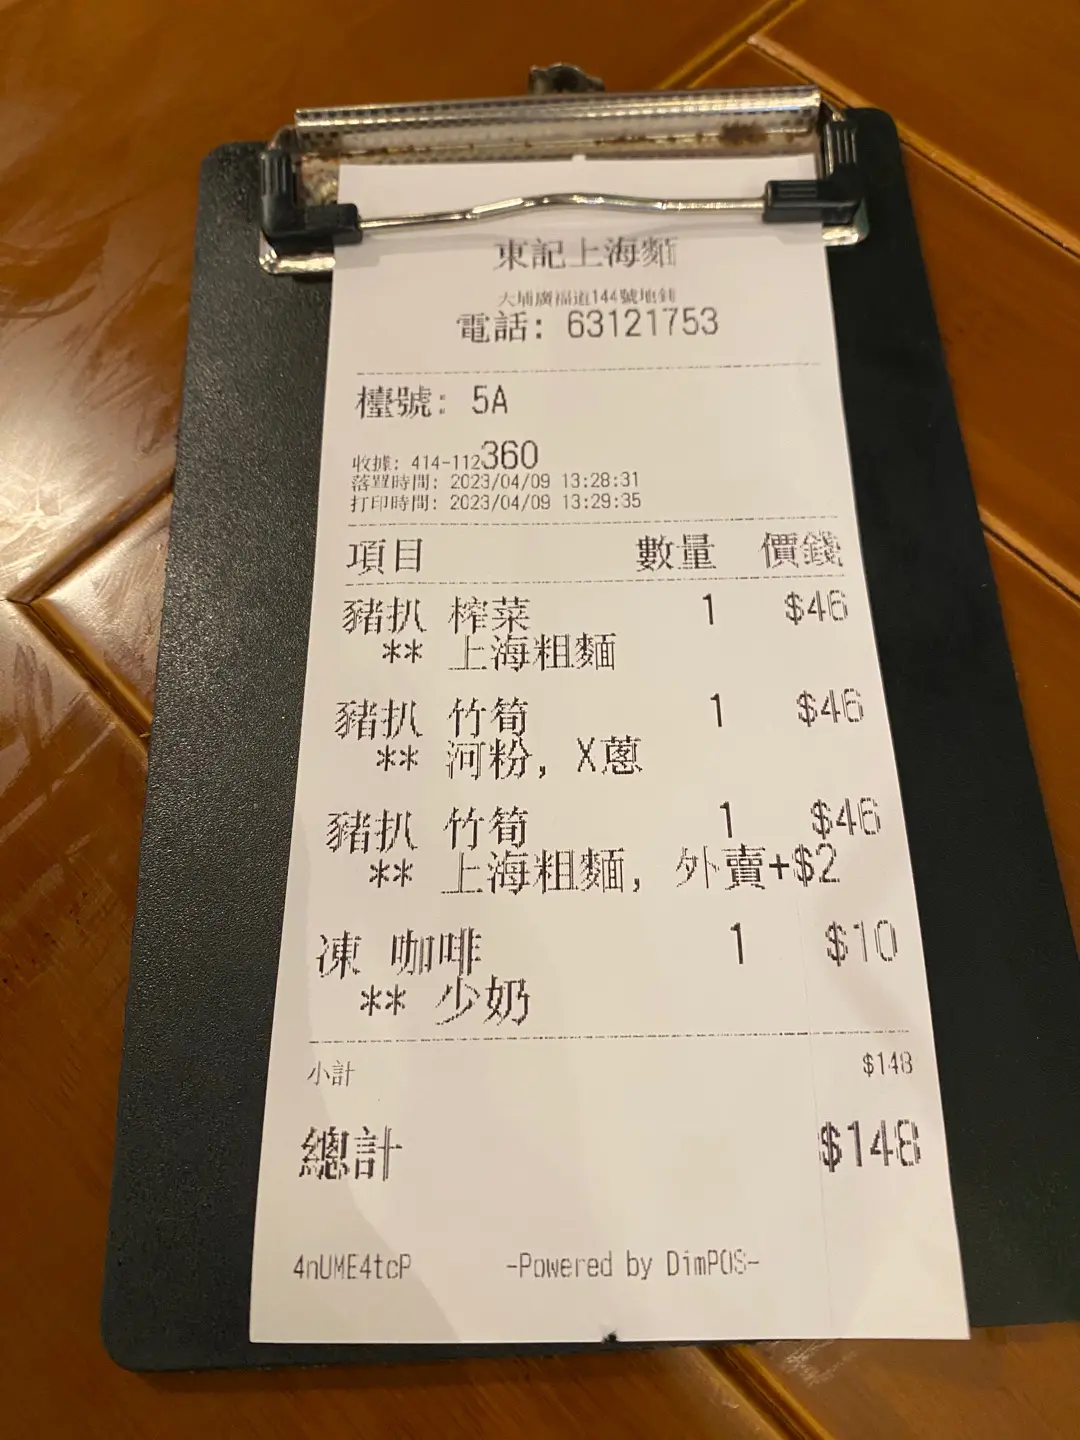 東記上海麵
大埔廣福道144號地鋪
電話: 63121753
檯號: 5A
收據: 414-112360
落單時間: 2023/04/09 13:28:31
打印時間: 2023/04/09 13:29:35
項目 數量 價錢
豬扒 榨菜 1 $46
** 上海粗麵
豬扒 竹筍 1 $46
** 河粉, X蔥
豬扒 竹筍 1 $46
** 上海粗麵, 外賣+$2
凍 咖啡 1 $10
** 少奶
小計 $148
總計 $148
4nUME4tcP -Powered by DimPOS-